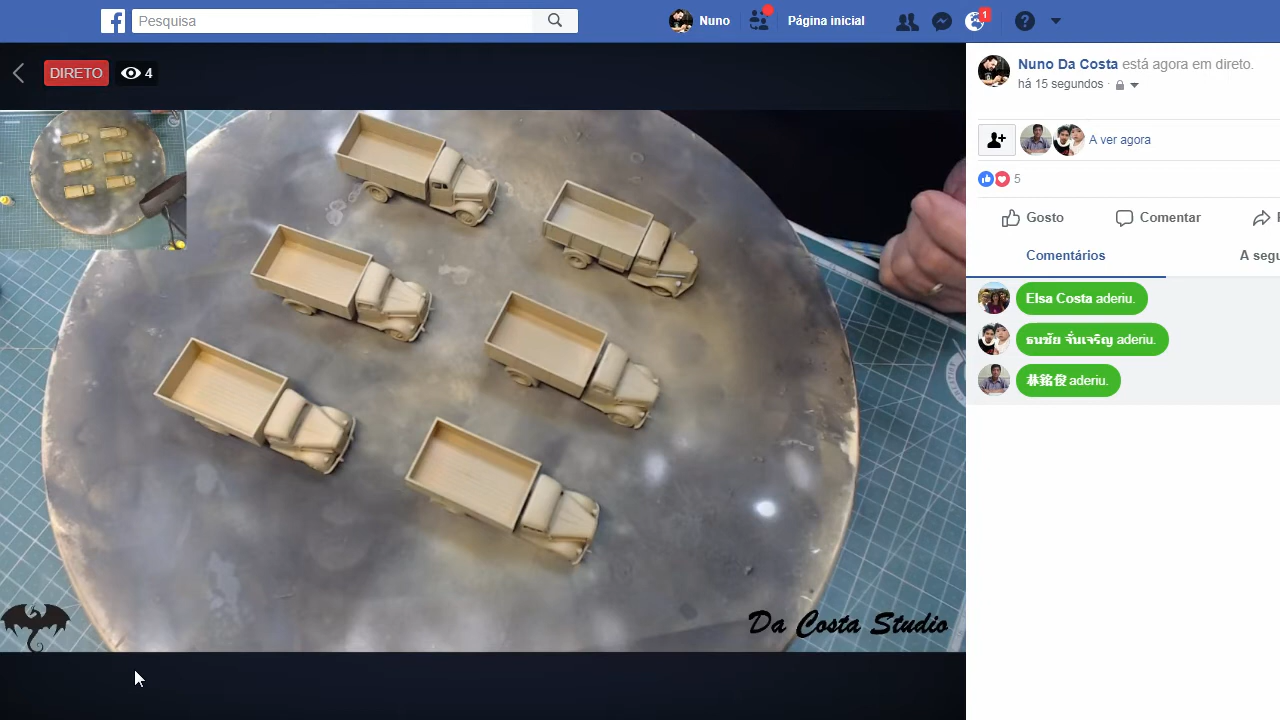 Pesquisa
Nuno
Página inicial
1
DIRETO
4
Nuno Da Costa está agora em direto.
há 15 segundos ·
A ver agora
5
Gosto
Comentar
Comentários
A segu
Elsa Costa aderiu.
ธนชัย จั่นเจริญ aderiu.
林銘俊 aderiu.
Da Costa Studio